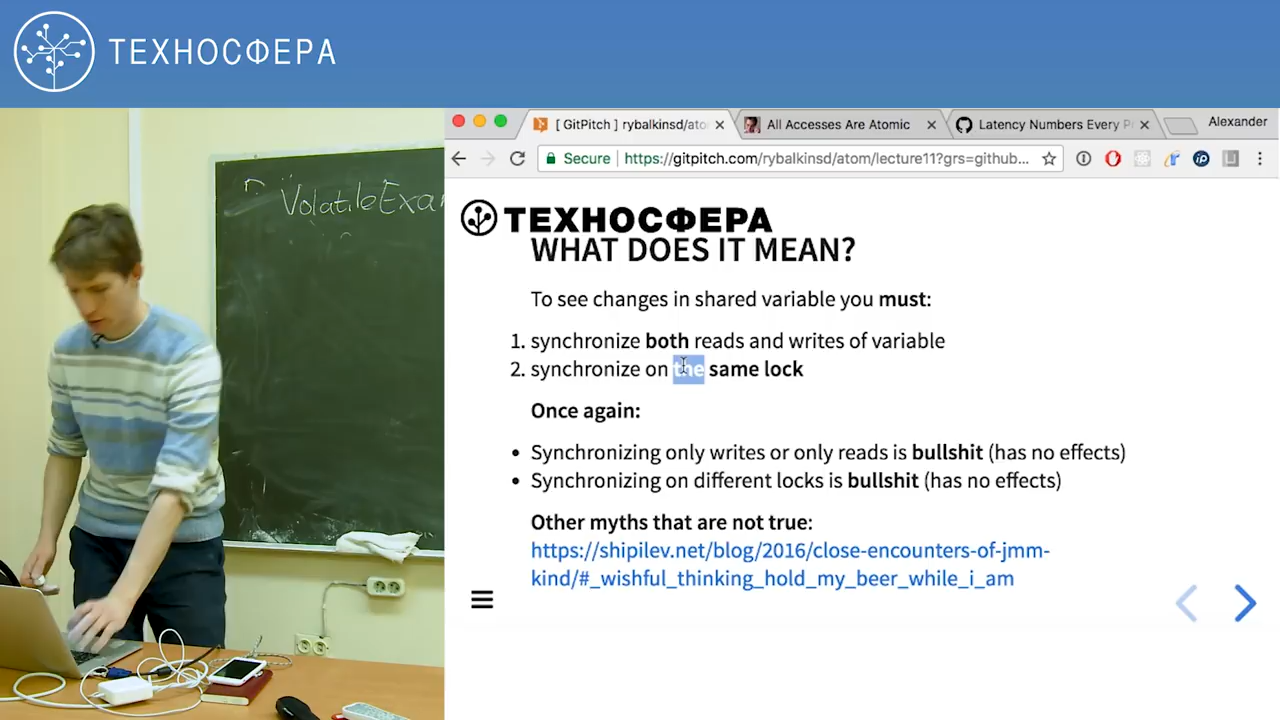 ТЕХНОСФЕРА
[ GitPitch ] rybalkinsd/ato
All Accesses Are Atomic
Latency Numbers Every P
Alexander
Secure
https://gitpitch.com/rybalkinsd/atom/lecture11?grs=github...
VolatileExa
ТЕХНОСФЕРА
WHAT DOES IT MEAN?
To see changes in shared variable you must:
1. synchronize both reads and writes of variable
2. synchronize on the same lock
Once again:
• Synchronizing only writes or only reads is bullshit (has no effects)
• Synchronizing on different locks is bullshit (has no effects)
Other myths that are not true:
https://shipilev.net/blog/2016/close-encounters-of-jmm-
kind/#_wishful_thinking_hold_my_beer_while_i_am